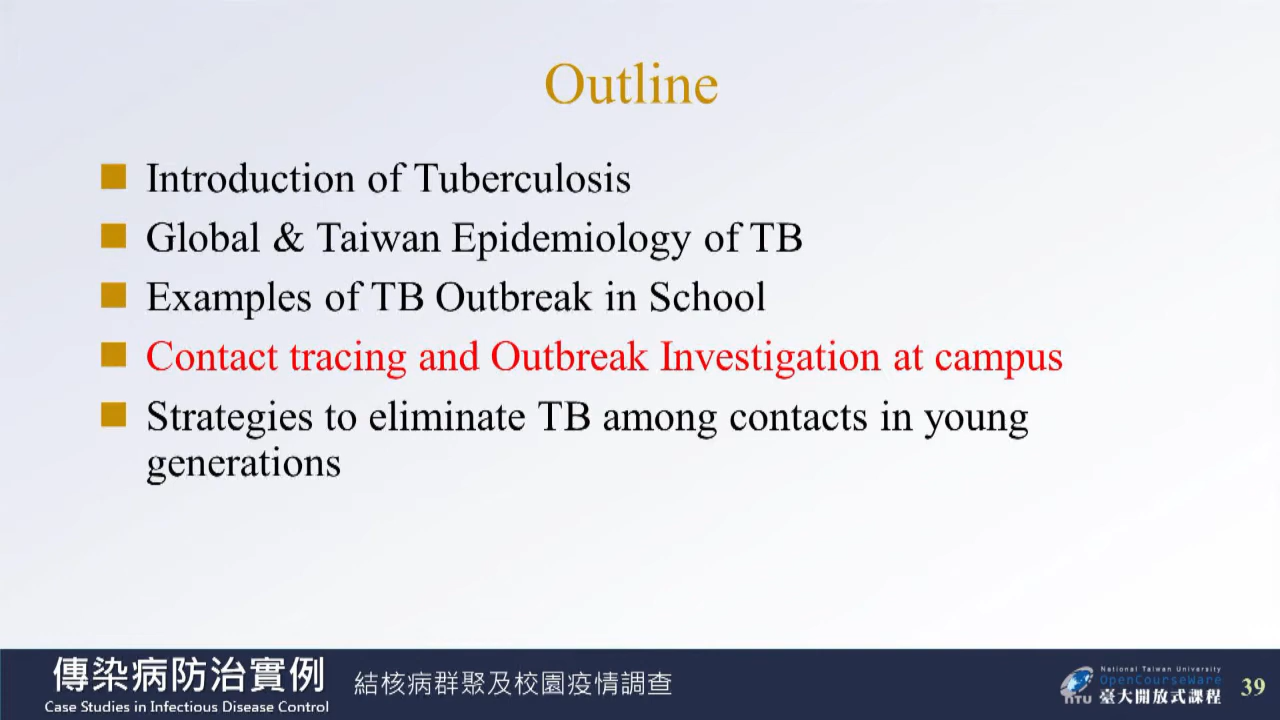 Outline
Introduction of Tuberculosis
Global & Taiwan Epidemiology of TB
Examples of TB Outbreak in School
Contact tracing and Outbreak Investigation at campus
Strategies to eliminate TB among contacts in young
generations
傳染病防治實例
Case Studies in Infectious Disease Control
結核病群聚及校園疫情調查
National Taiwan University
OpenCourseWare
NTU 臺大開放式課程
39